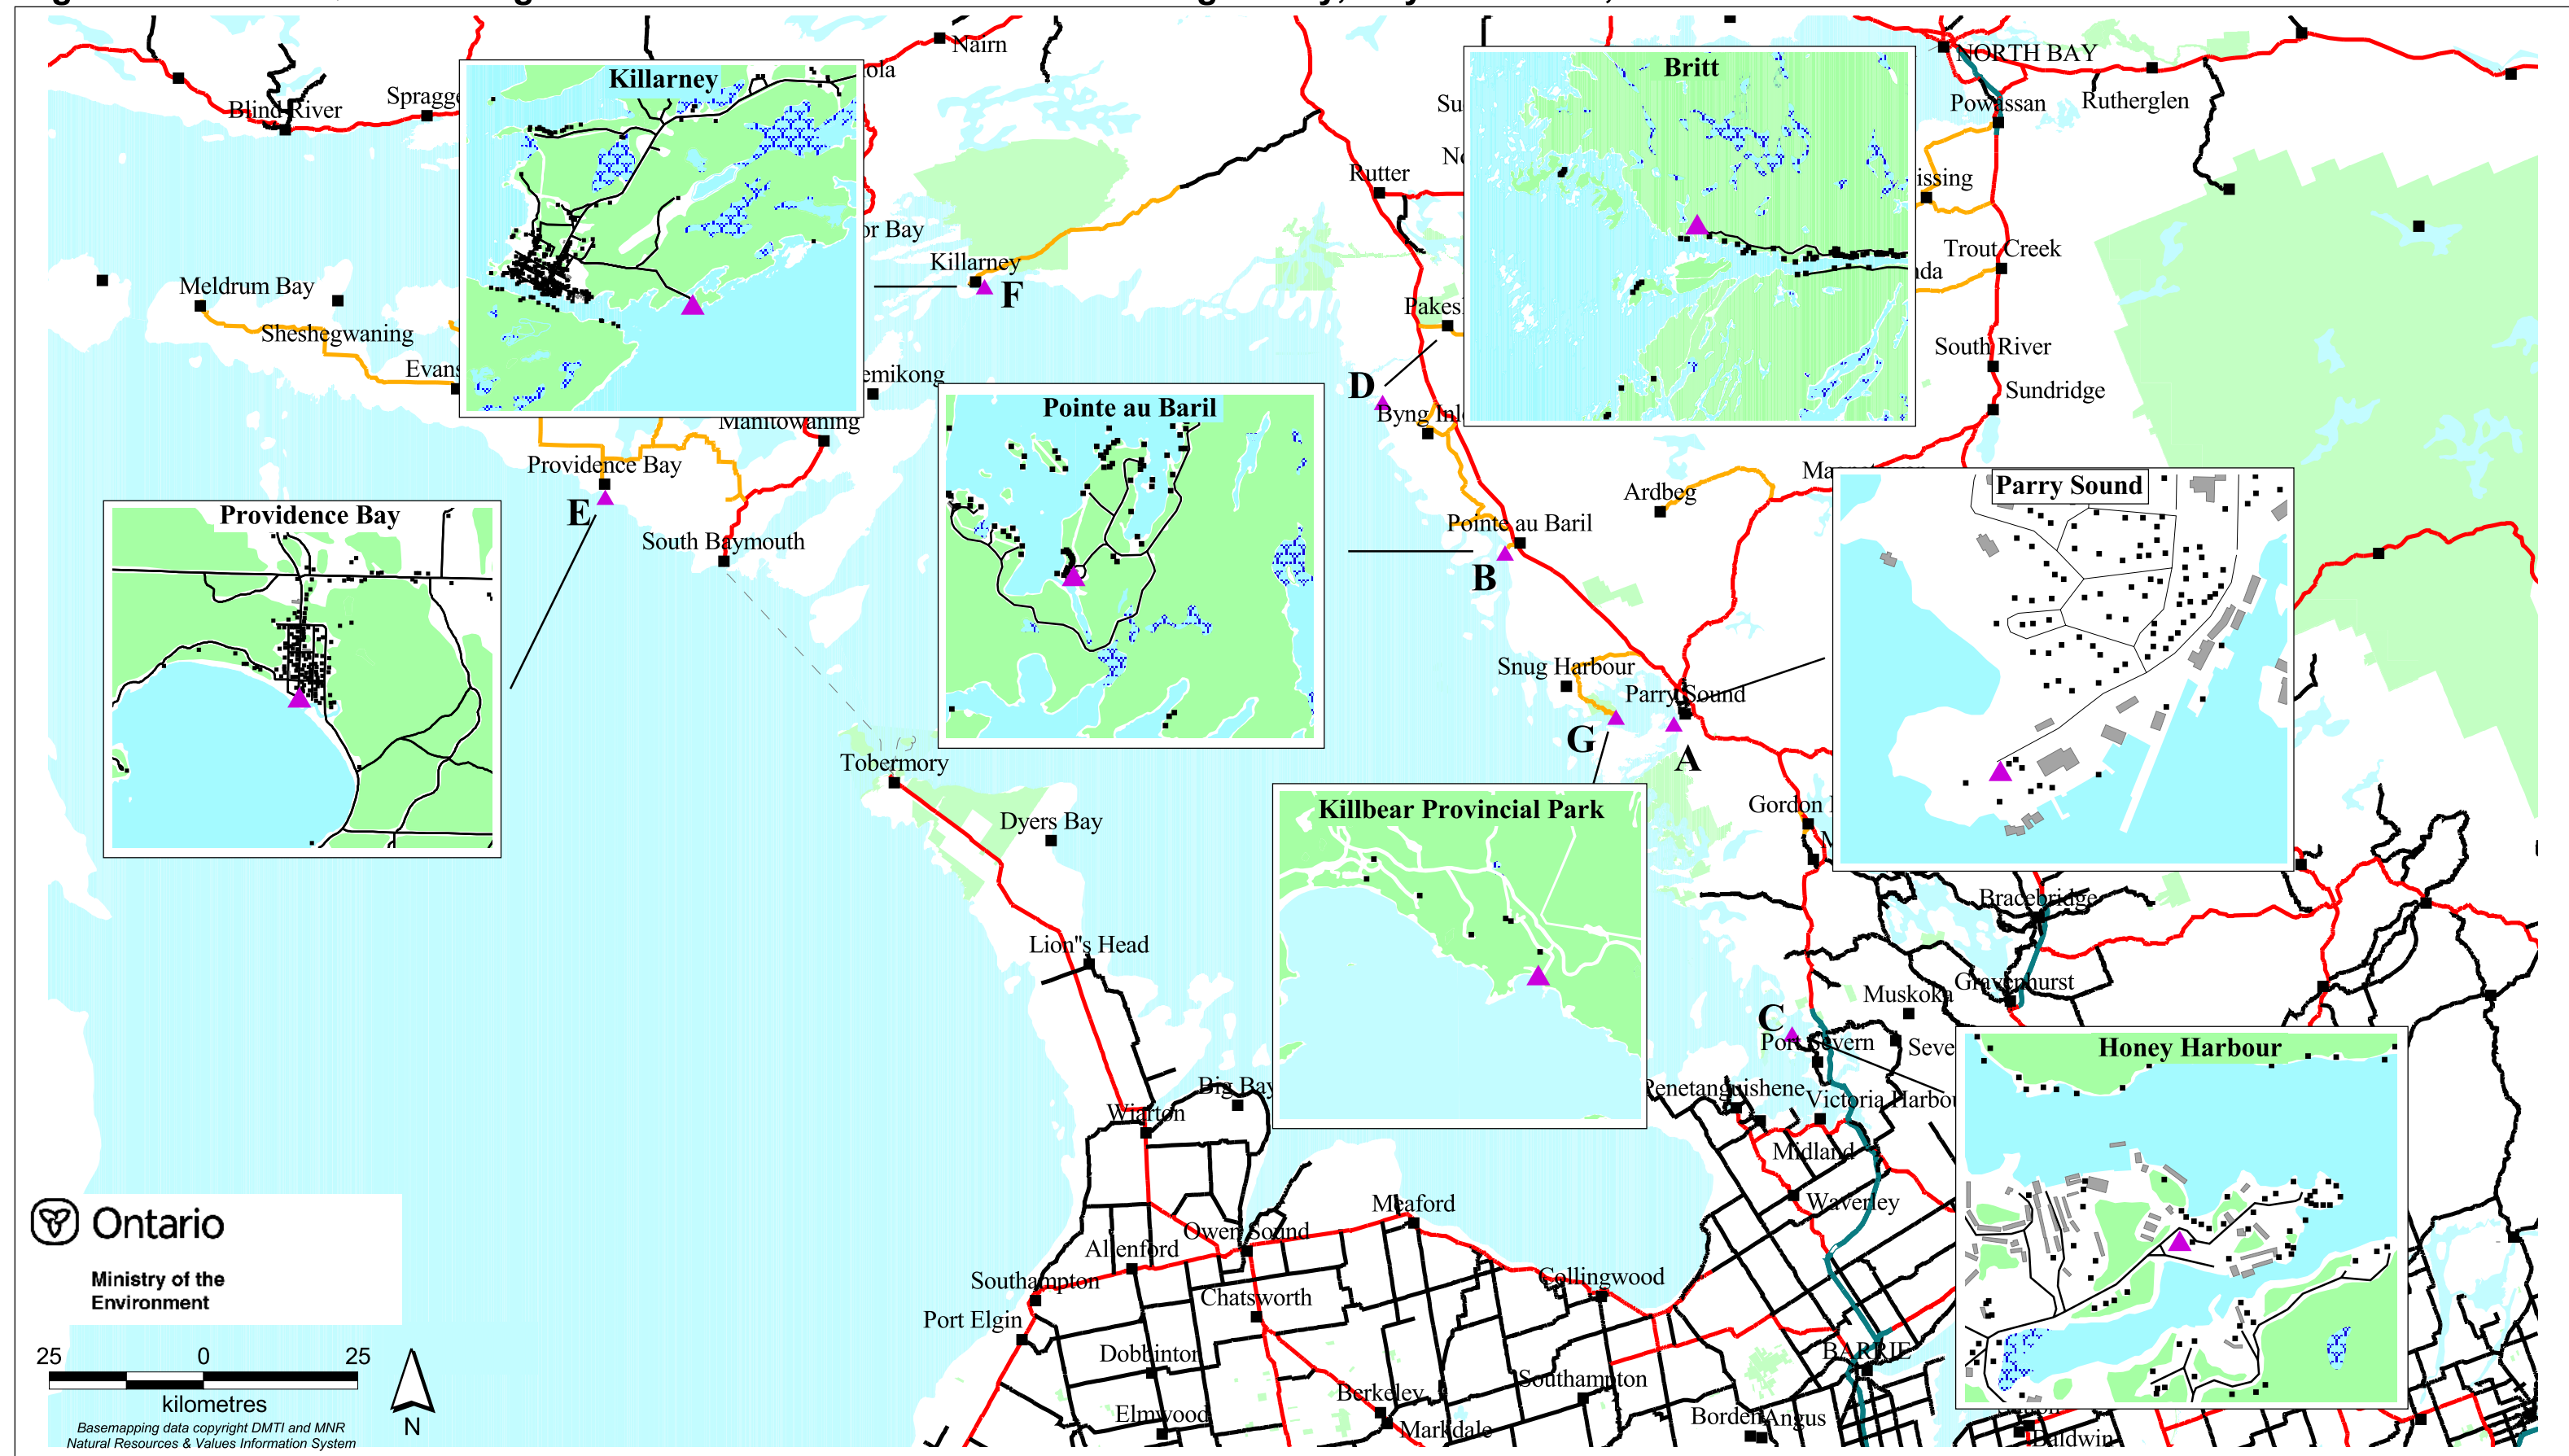 Nairn
NORTH BAY
Killarney
Britt
Blind River
Powassan
Rutherglen
Rutter
Meldrum Bay
Killarney
F
Trout Creek
Sheshegwaning
South River
D
Sundridge
Manitowaning
Pointe au Baril
Providence Bay
Ardbeg
Parry Sound
E
Providence Bay
Pointe au Baril
South Baymouth
B
Snug Harbour
Parry Sound
G
A
Tobermory
Killbear Provincial Park
Dyers Bay
Bracebridge
Lion"s Head
Gravenhurst
Muskoka
C
Port Severn
Honey Harbour
Big Bay
Penetanguishene
Victoria Harbou
Wiarton
Midland
Waverley
Meaford
Ontario
Owen Sound
Allenford
Ministry of the
Environment
Southampton
Collingwood
Chatsworth
Port Elgin
25 0 25
Dobbinton
BARRIE
kilometres
N
Berkeley
Southampton
Elmwood
Markdale
Borden
Angus
Baldwin
Basemapping data copyright DMTI and MNR
Natural Resources & Values Information System